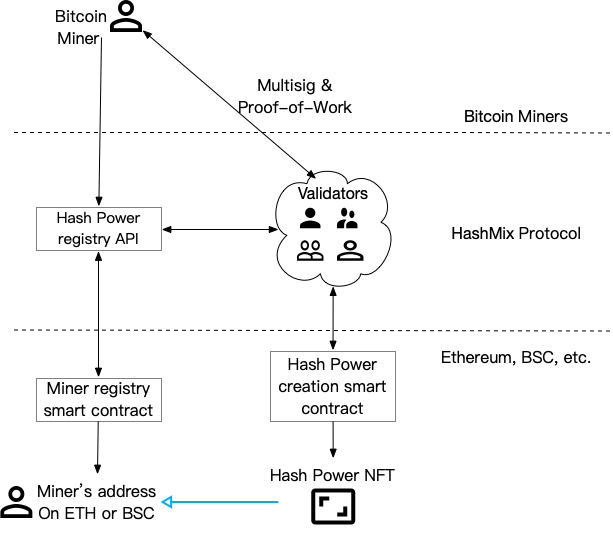 Bitcoin
Miner
Multisig &
Proof-of-Work
Bitcoin Miners
Validators
Hash Power
registry API
HashMix Protocol
Ethereum, BSC, etc.
Miner registry
smart contract
Hash Power
creation smart
contract
Hash Power NFT
Miner's address
On ETH or BSC